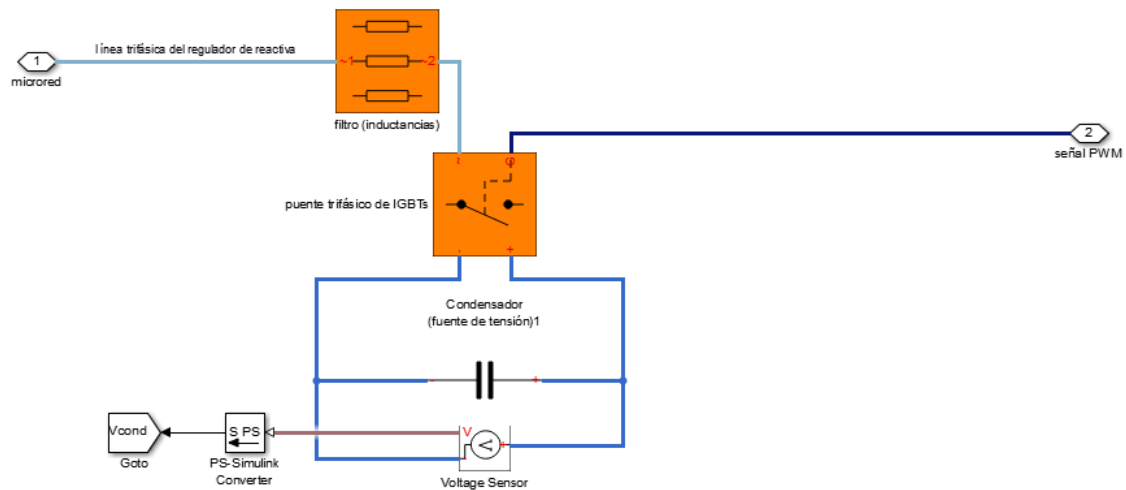 línea trifásica del regulador de reactiva
1
microred
~1
~2
filtro (inductancias)
2
señal PWM
~
G
puente trifásico de IGBTs
-
+
Condensador
(fuente de tensión)1
-
+
Vcond
Goto
S PS
PS-Simulink
Converter
V
V
+
-
Voltage Sensor